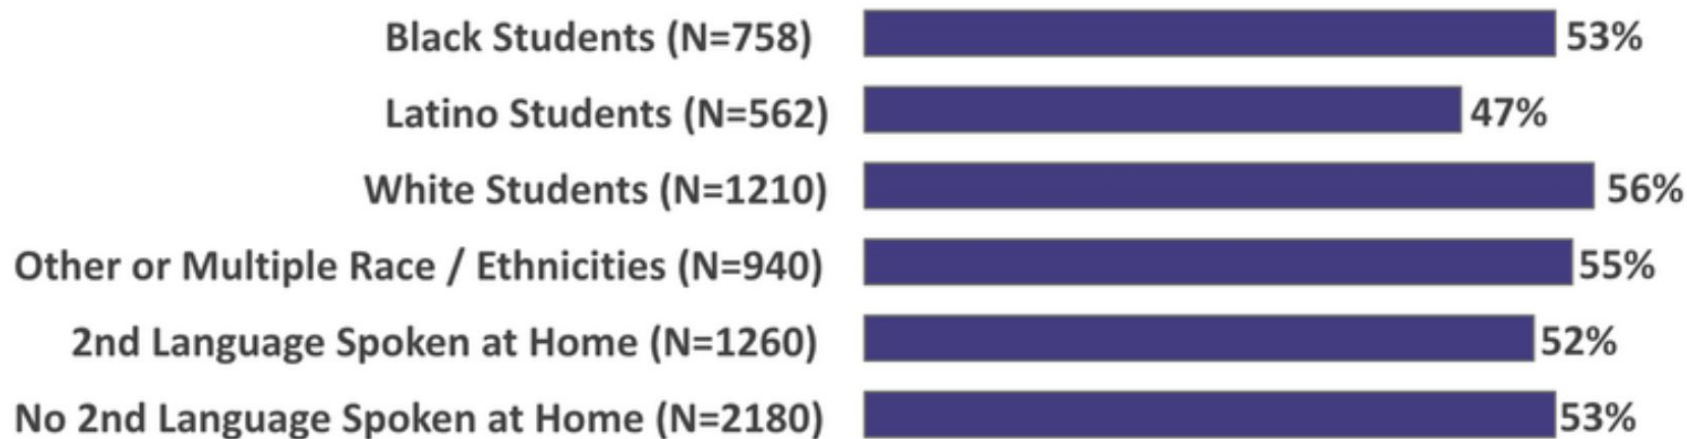 Black Students (N=758) 53%
Latino Students (N=562) 47%
White Students (N=1210) 56%
Other or Multiple Race / Ethnicities (N=940) 55%
2nd Language Spoken at Home (N=1260) 52%
No 2nd Language Spoken at Home (N=2180) 53%